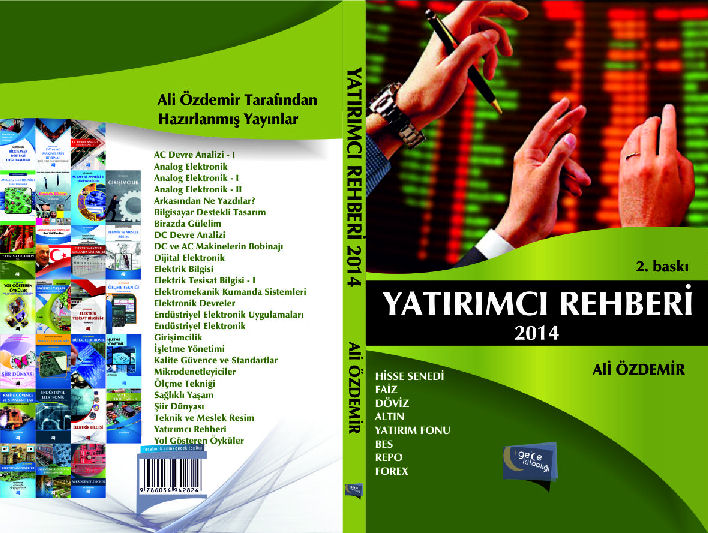 Ali Özdemir Tarafından
Hazırlanmış Yayınlar
AC Devre Analizi - I
Analog Elektronik
Analog Elektronik - I
Analog Elektronik - II
Arkasından Ne Yazdılar?
Bilgisayar Destekli Tasarım
Birazda Gülelim
DC Devre Analizi
DC ve AC Makinelerin Bobinajı
Dijital Elektronik
Elektrik Bilgisi
Elektrik Tesisat Bilgisi - I
Elektromekanik Kumanda Sistemleri
Elektronik Devreler
Endüstriyel Elektronik Uygulamaları
Endüstriyel Elektronik
Girişimcilik
İşletme Yönetimi
Kalite Güvence ve Standartlar
Mikrodenetleyiciler
Ölçme Tekniği
Sağlıklı Yaşam
Şiir Dünyası
Teknik ve Meslek Resim
Yatırımcı Rehberi
Yol Gösteren Öyküler
YATIRIMCI REHBERİ 2014
Ali ÖZDEMİR
2. baskı
YATIRIMCI REHBERİ
2014
Ali ÖZDEMİR
HİSSE SENEDİ
FAİZ
DÖVİZ
ALTIN
YATIRIM FONU
BES
REPO
FOREX
gece
kitaplığı